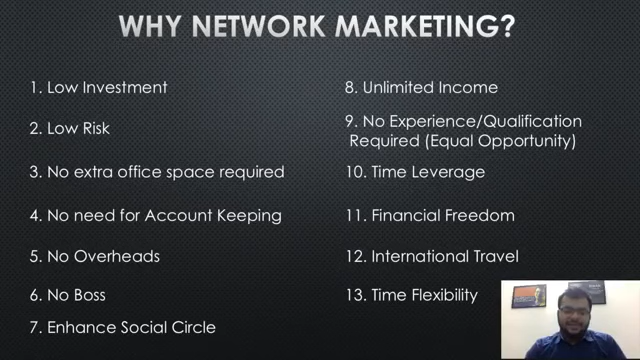 WHY NETWORK MARKETING?
1. Low Investment
2. Low Risk
3. No extra office space required
4. No need for Account Keeping
5. No Overheads
6. No Boss
7. Enhance Social Circle
8. Unlimited Income
9. No Experience/Qualification
Required (Equal Opportunity)
10. Time Leverage
11. Financial Freedom
12. International Travel
13. Time Flexibility